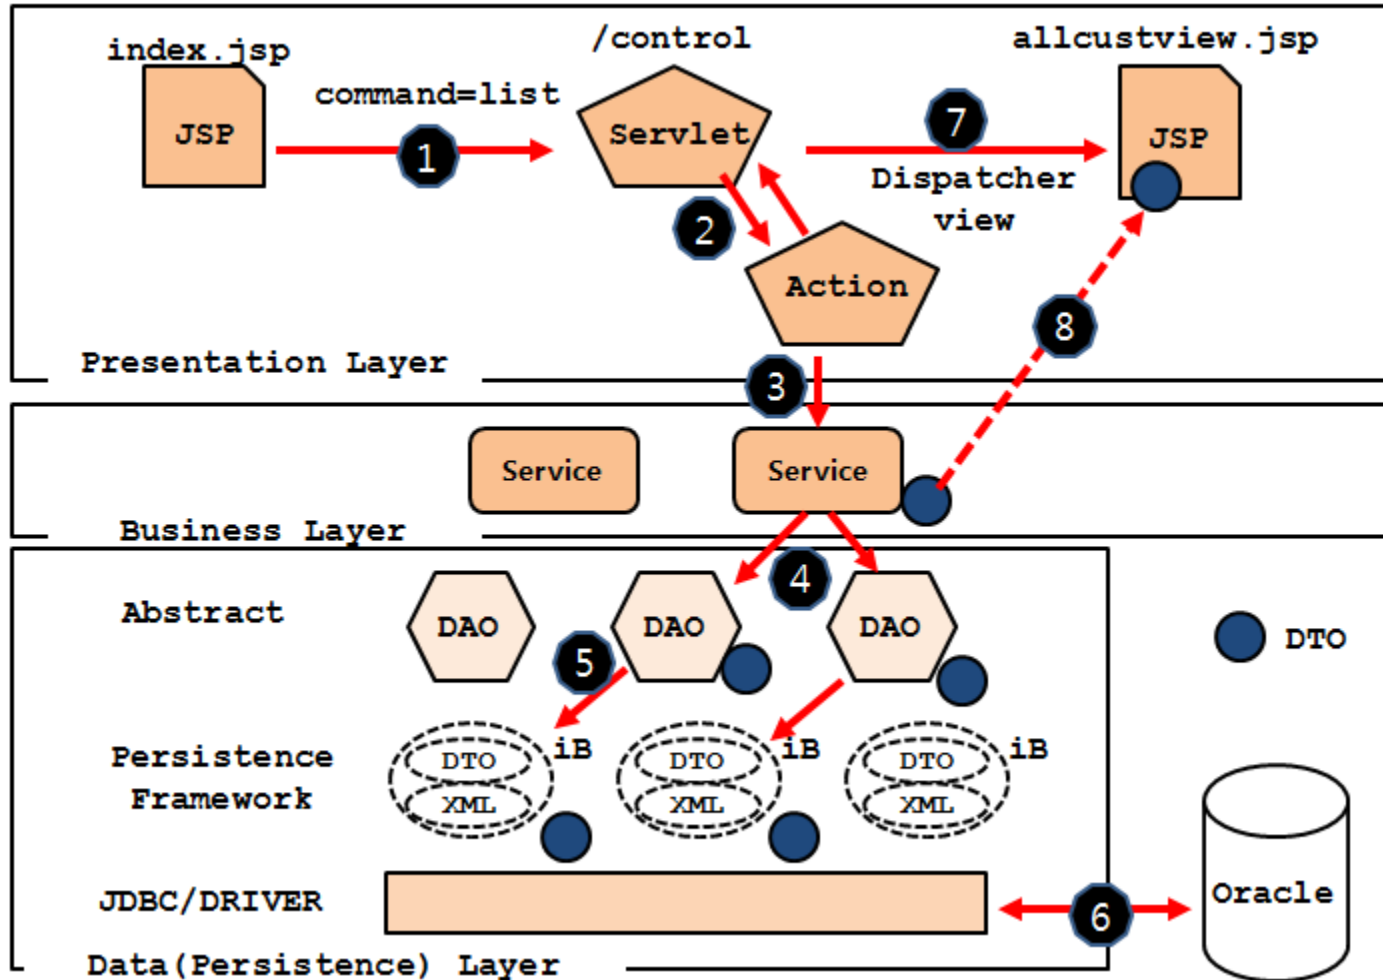 index.jsp
/control
allcustview.jsp
command=list
JSP
1
Servlet
7
JSP
Dispatcher
view
2
Action
8
Presentation Layer
3
Service
Service
Business Layer
4
Abstract
DAO
DAO
DAO
DTO
5
Persistence
Framework
DTO
XML
iB
DTO
XML
iB
DTO
XML
iB
JDBC/DRIVER
6
Oracle
Data(Persistence) Layer